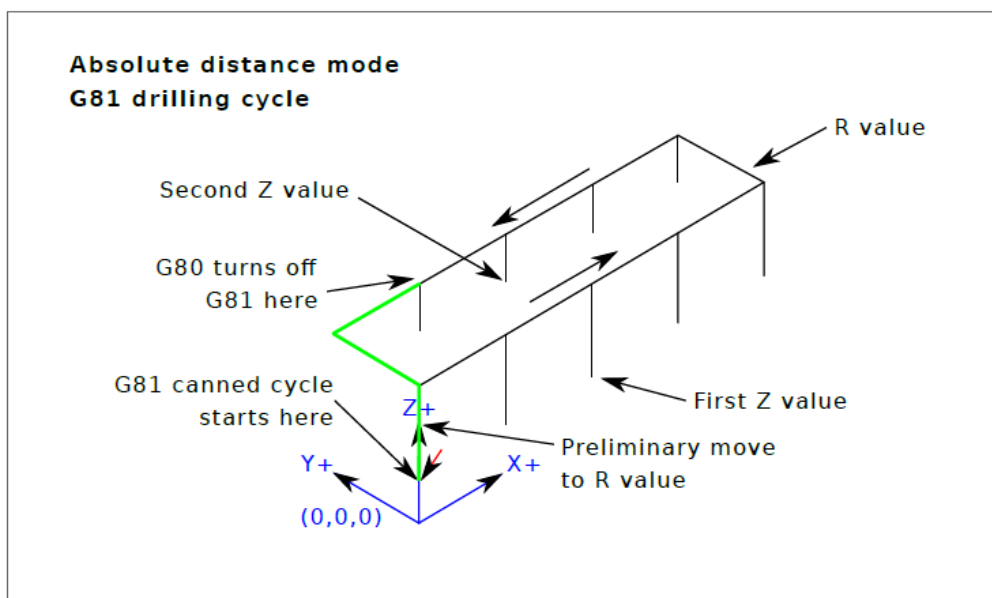 Absolute distance mode
G81 drilling cycle
R value
Second Z value
G80 turns off
G81 here
G81 canned cycle
starts here
Z+
First Z value
Preliminary move
to R value
Y+
X+
(0,0,0)